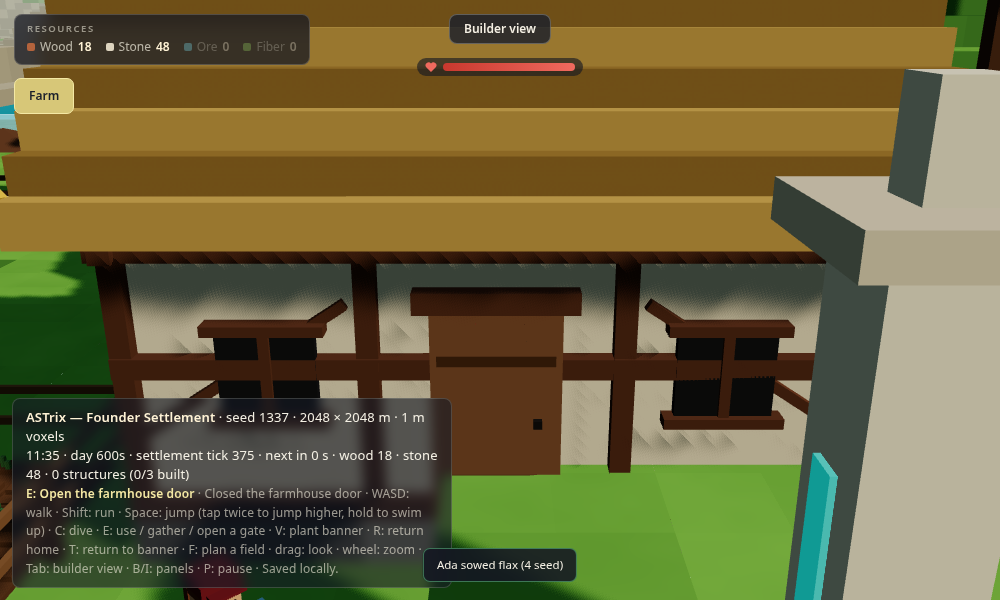 RESOURCES
Wood 18 Stone 48 Ore 0 Fiber 0
Builder view
Farm
ASTrix — Founder Settlement · seed 1337 · 2048 × 2048 m · 1 m
voxels
11:35 · day 600s · settlement tick 375 · next in 0 s · wood 18 · stone
48 · 0 structures (0/3 built)
E: Open the farmhouse door · Closed the farmhouse door · WASD:
walk · Shift: run · Space: jump (tap twice to jump higher, hold to swim
up) · C: dive · E: use / gather / open a gate · V: plant banner · R: return
home · T: return to banner · F: plan a field · drag: look · wheel: zoom ·
Tab: builder view · B/I: panels · P: pause · Saved locally.
Ada sowed flax (4 seed)